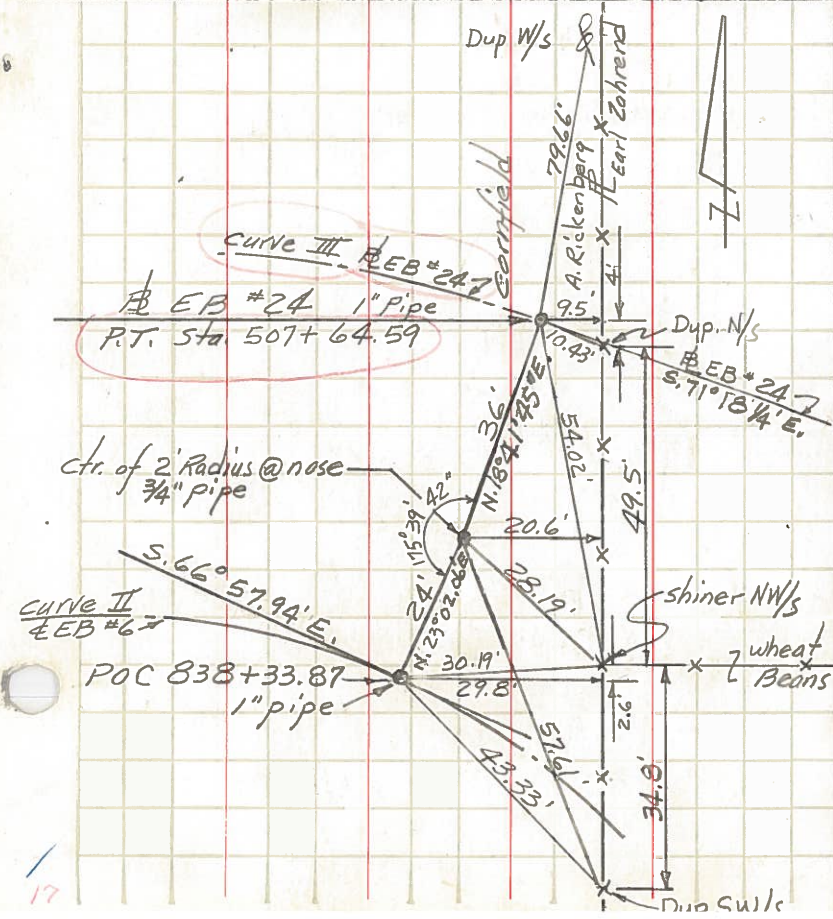 Dup W/s
Earl Zohrend
A. Rickenberg
79.66'
Cornfield
Curve III ⅊ EB #24
⅊ EB #24 1" Pipe
P.T. Sta. 507+64.59
9.5'
4'
10.43'
Dup. N/s
⅊ EB #24
S. 71° 18 1/4' E.
36'
N. 18° 41' 45" E.
54.02'
49.5'
Ctr. of 2' Radius @ nose
3/4" pipe
175° 39' 42"
20.6'
28.19'
S. 66° 57.94' E.
Curve II
℄ EB #6
24'
N. 23° 02.06' E
shiner NW/s
POC 838+33.87
1" pipe
30.19'
29.8'
wheat
Beans
2.6'
43.33'
57.61'
34.8'
Dup SW/s
17